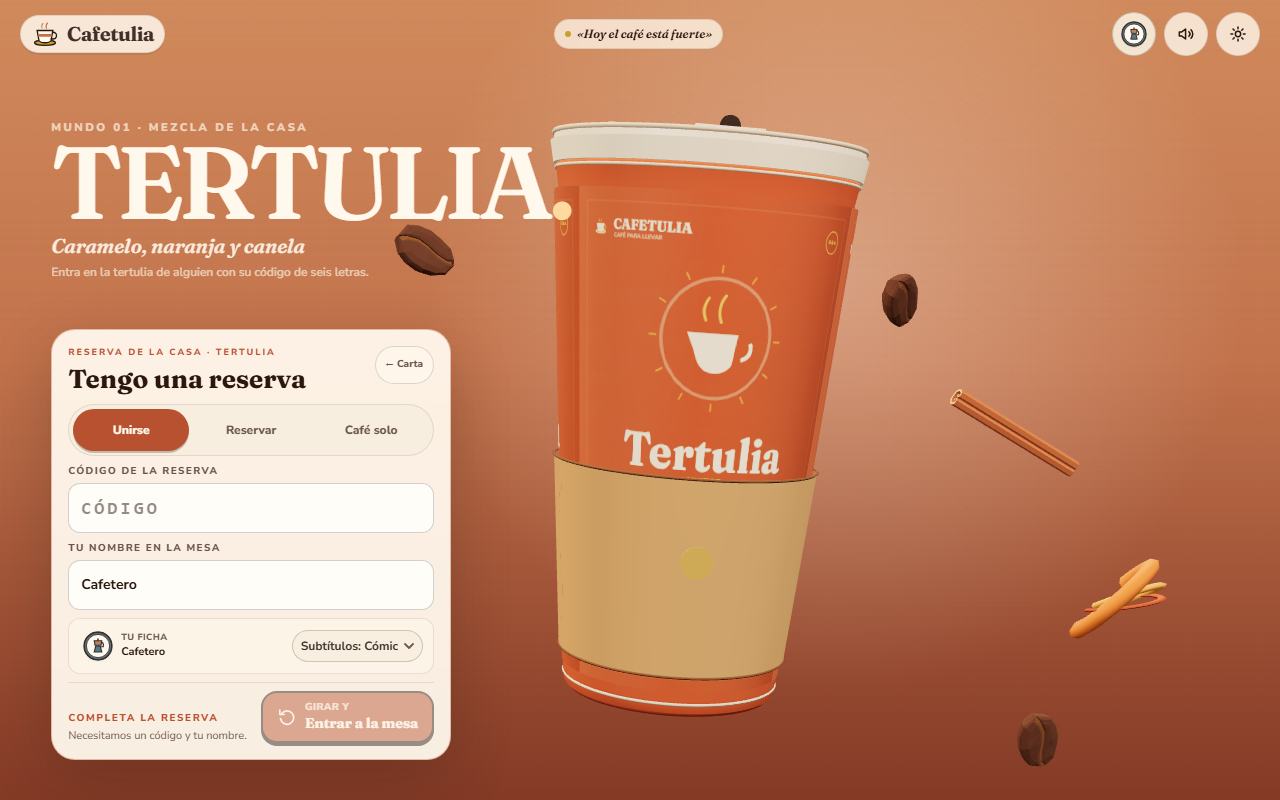 Cafetulia
«Hoy el café está fuerte»
MUNDO 01 · MEZCLA DE LA CASA
TERTULIA
Caramelo, naranja y canela
Entra en la tertulia de alguien con su código de seis letras.
RESERVA DE LA CASA · TERTULIA
Tengo una reserva
← Carta
Unirse
Reservar
Café solo
CÓDIGO DE LA RESERVA
CÓDIGO
TU NOMBRE EN LA MESA
Cafetero
TU FICHA
Cafetero
Subtítulos: Cómic
COMPLETA LA RESERVA
Necesitamos un código y tu nombre.
GIRAR Y
Entrar a la mesa
CAFETULIA
CAFÉ PARA LLEVAR
Tertulia